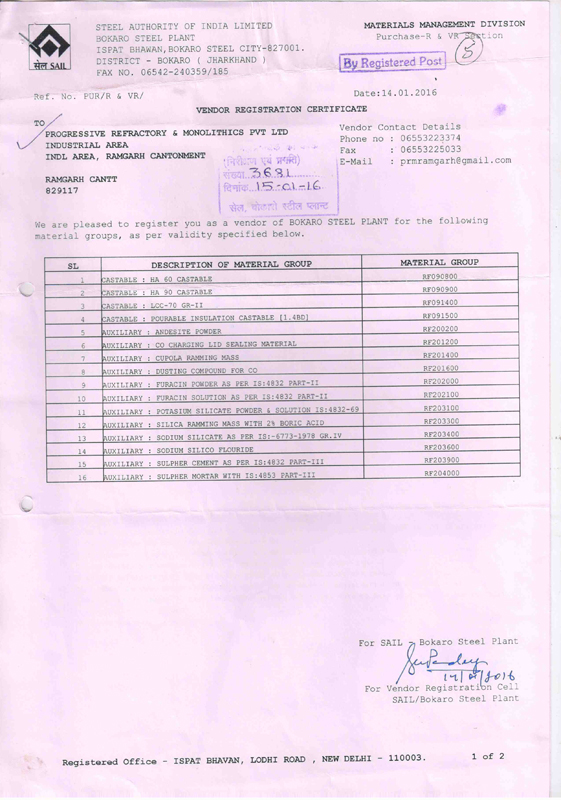 STEEL AUTHORITY OF INDIA LIMITED
BOKARO STEEL PLANT
ISPAT BHAWAN,BOKARO STEEL CITY-827001.
DISTRICT - BOKARO ( JHARKHAND )
FAX NO. 06542-240359/185
सेल SAIL
MATERIALS MANAGEMENT DIVISION
Purchase-R & VR Section
By Registered Post
Ref. No. PUR/R & VR/
Date:14.01.2016
VENDOR REGISTRATION CERTIFICATE
TO
PROGRESSIVE REFRACTORY & MONOLITHICS PVT LTD
INDUSTRIAL AREA
INDL AREA, RAMGARH CANTONMENT
RAMGARH CANTT
829117
Vendor Contact Details
Phone no : 06553223374
Fax : 06553225033
E-Mail : prmramgarh@gmail.com
(निरीक्षण एवं प्रगति)
संख्या 3681
दिनांक 15-01-16
सेल, बोकारो स्टील प्लान्ट
We are pleased to register you as a vendor of BOKARO STEEL PLANT for the following
material groups, as per validity specified below.
SL DESCRIPTION OF MATERIAL GROUP MATERIAL GROUP
1 CASTABLE : HA 60 CASTABLE RF090800
2 CASTABLE : HA 90 CASTABLE RF090900
3 CASTABLE : LCC-70 GR-II RF091400
4 CASTABLE : POURABLE INSULATION CASTABLE [1.4BD] RF091500
5 AUXILIARY : ANDESITE POWDER RF200200
6 AUXILIARY : CO CHARGING LID SEALING MATERIAL RF201200
7 AUXILIARY : CUPOLA RAMMING MASS RF201400
8 AUXILIARY : DUSTING COMPOUND FOR CO RF201600
9 AUXILIARY : FURACIN POWDER AS PER IS:4832 PART-II RF202000
10 AUXILIARY : FURACIN SOLUTION AS PER IS:4832 PART-II RF202100
11 AUXILIARY : POTASIUM SILICATE POWDER & SOLUTION IS:4832-69 RF203100
12 AUXILIARY : SILICA RAMMING MASS WITH 2% BORIC ACID RF203300
13 AUXILIARY : SODIUM SILICATE AS PER IS:-6773-1978 GR.IV RF203400
14 AUXILIARY : SODIUM SILICO FLOURIDE RF203600
15 AUXILIARY : SULPHER CEMENT AS PER IS:4832 PART-III RF203900
16 AUXILIARY : SULPHER MORTAR WITH IS:4853 PART-III RF204000
For SAIL - Bokaro Steel Plant
For Vendor Registration Cell
SAIL/Bokaro Steel Plant
Registered Office - ISPAT BHAVAN, LODHI ROAD , NEW DELHI - 110003.
1 of 2